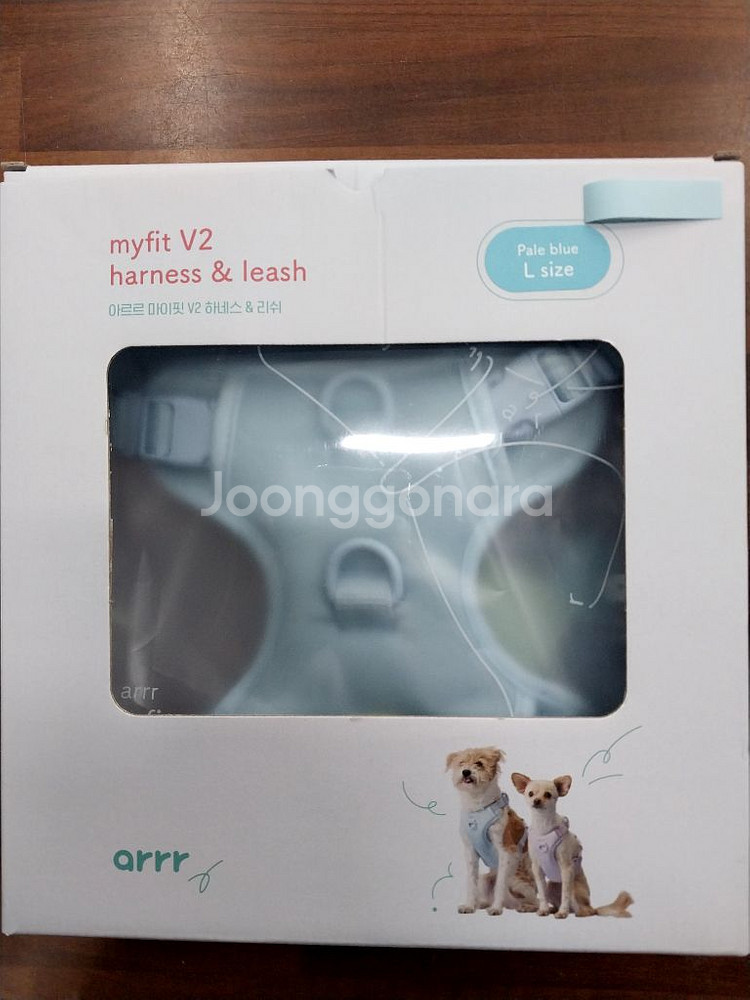 myfit V2
harness & leash
아르르 마이핏 V2 하네스 & 리쉬
Pale blue
L size
Joonggonara
arrr
arrr